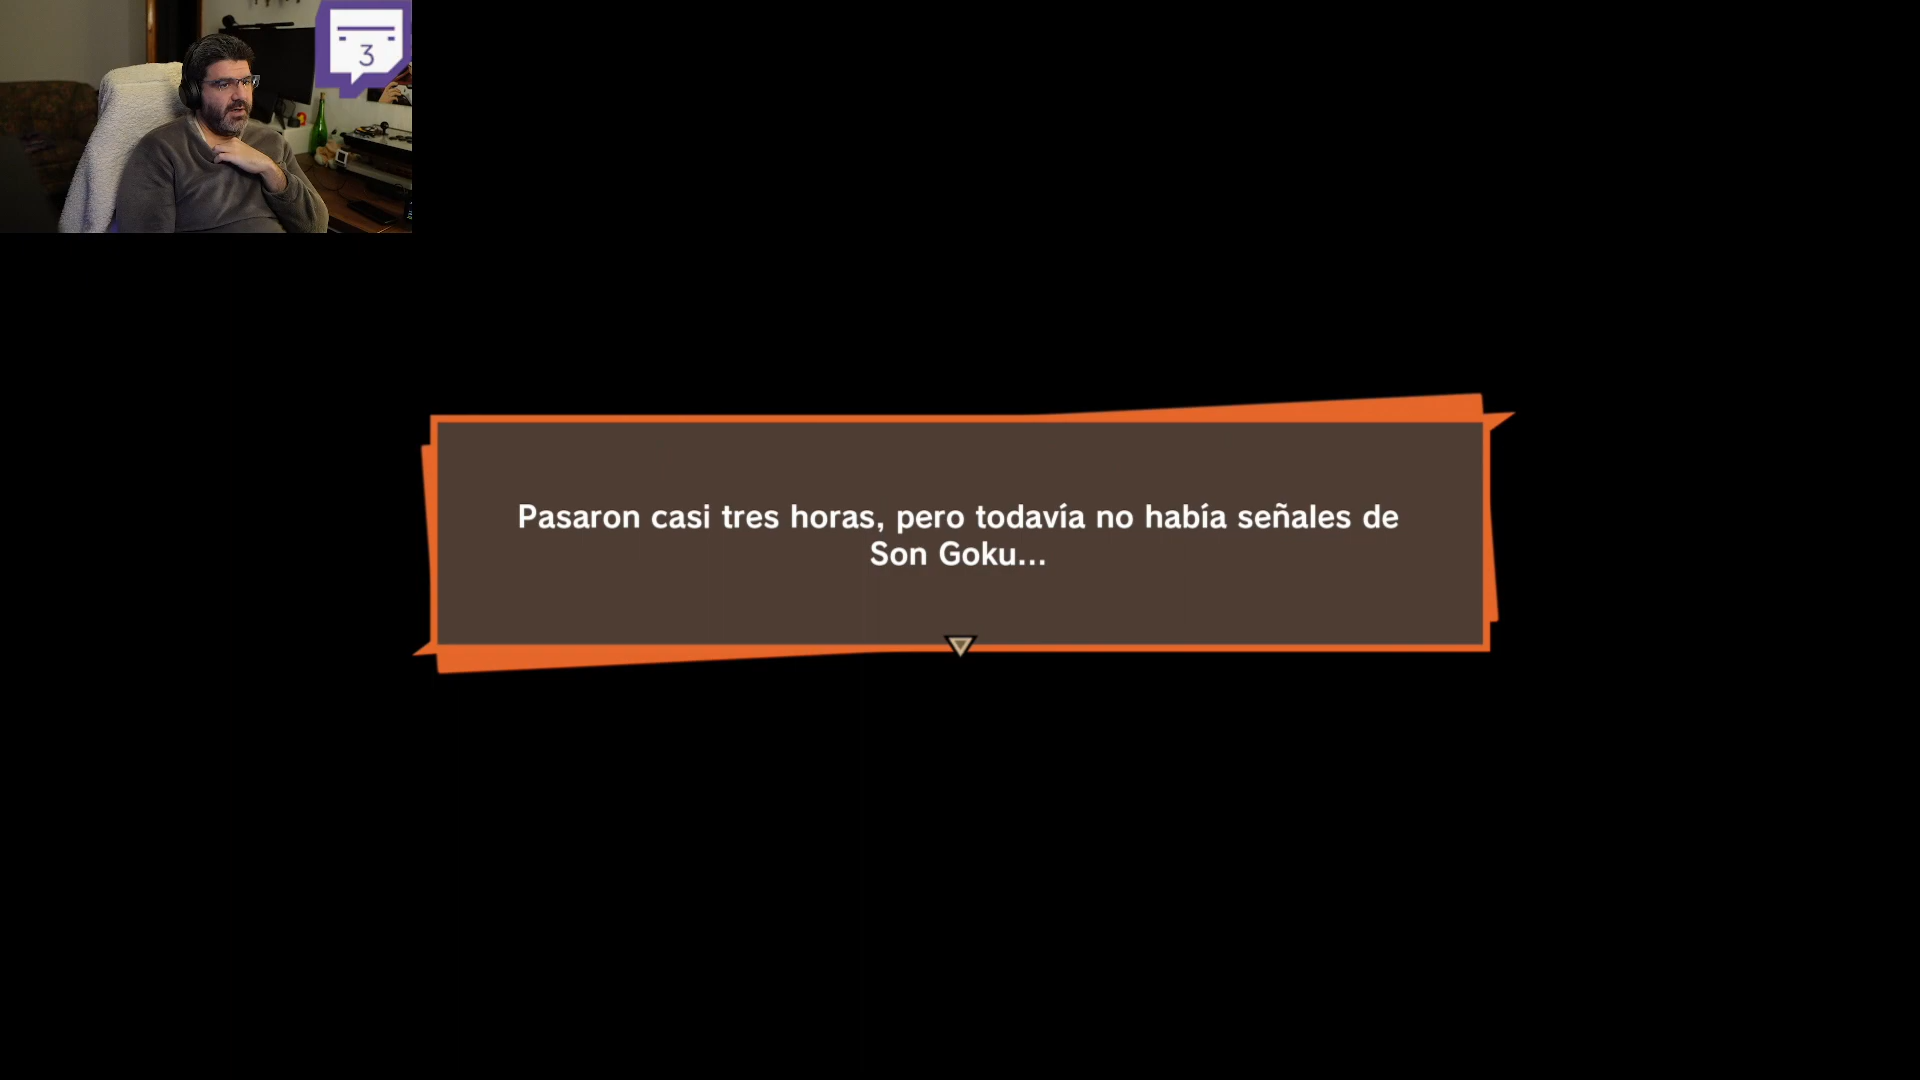 3
Pasaron casi tres horas, pero todavía no había señales de
Son Goku...